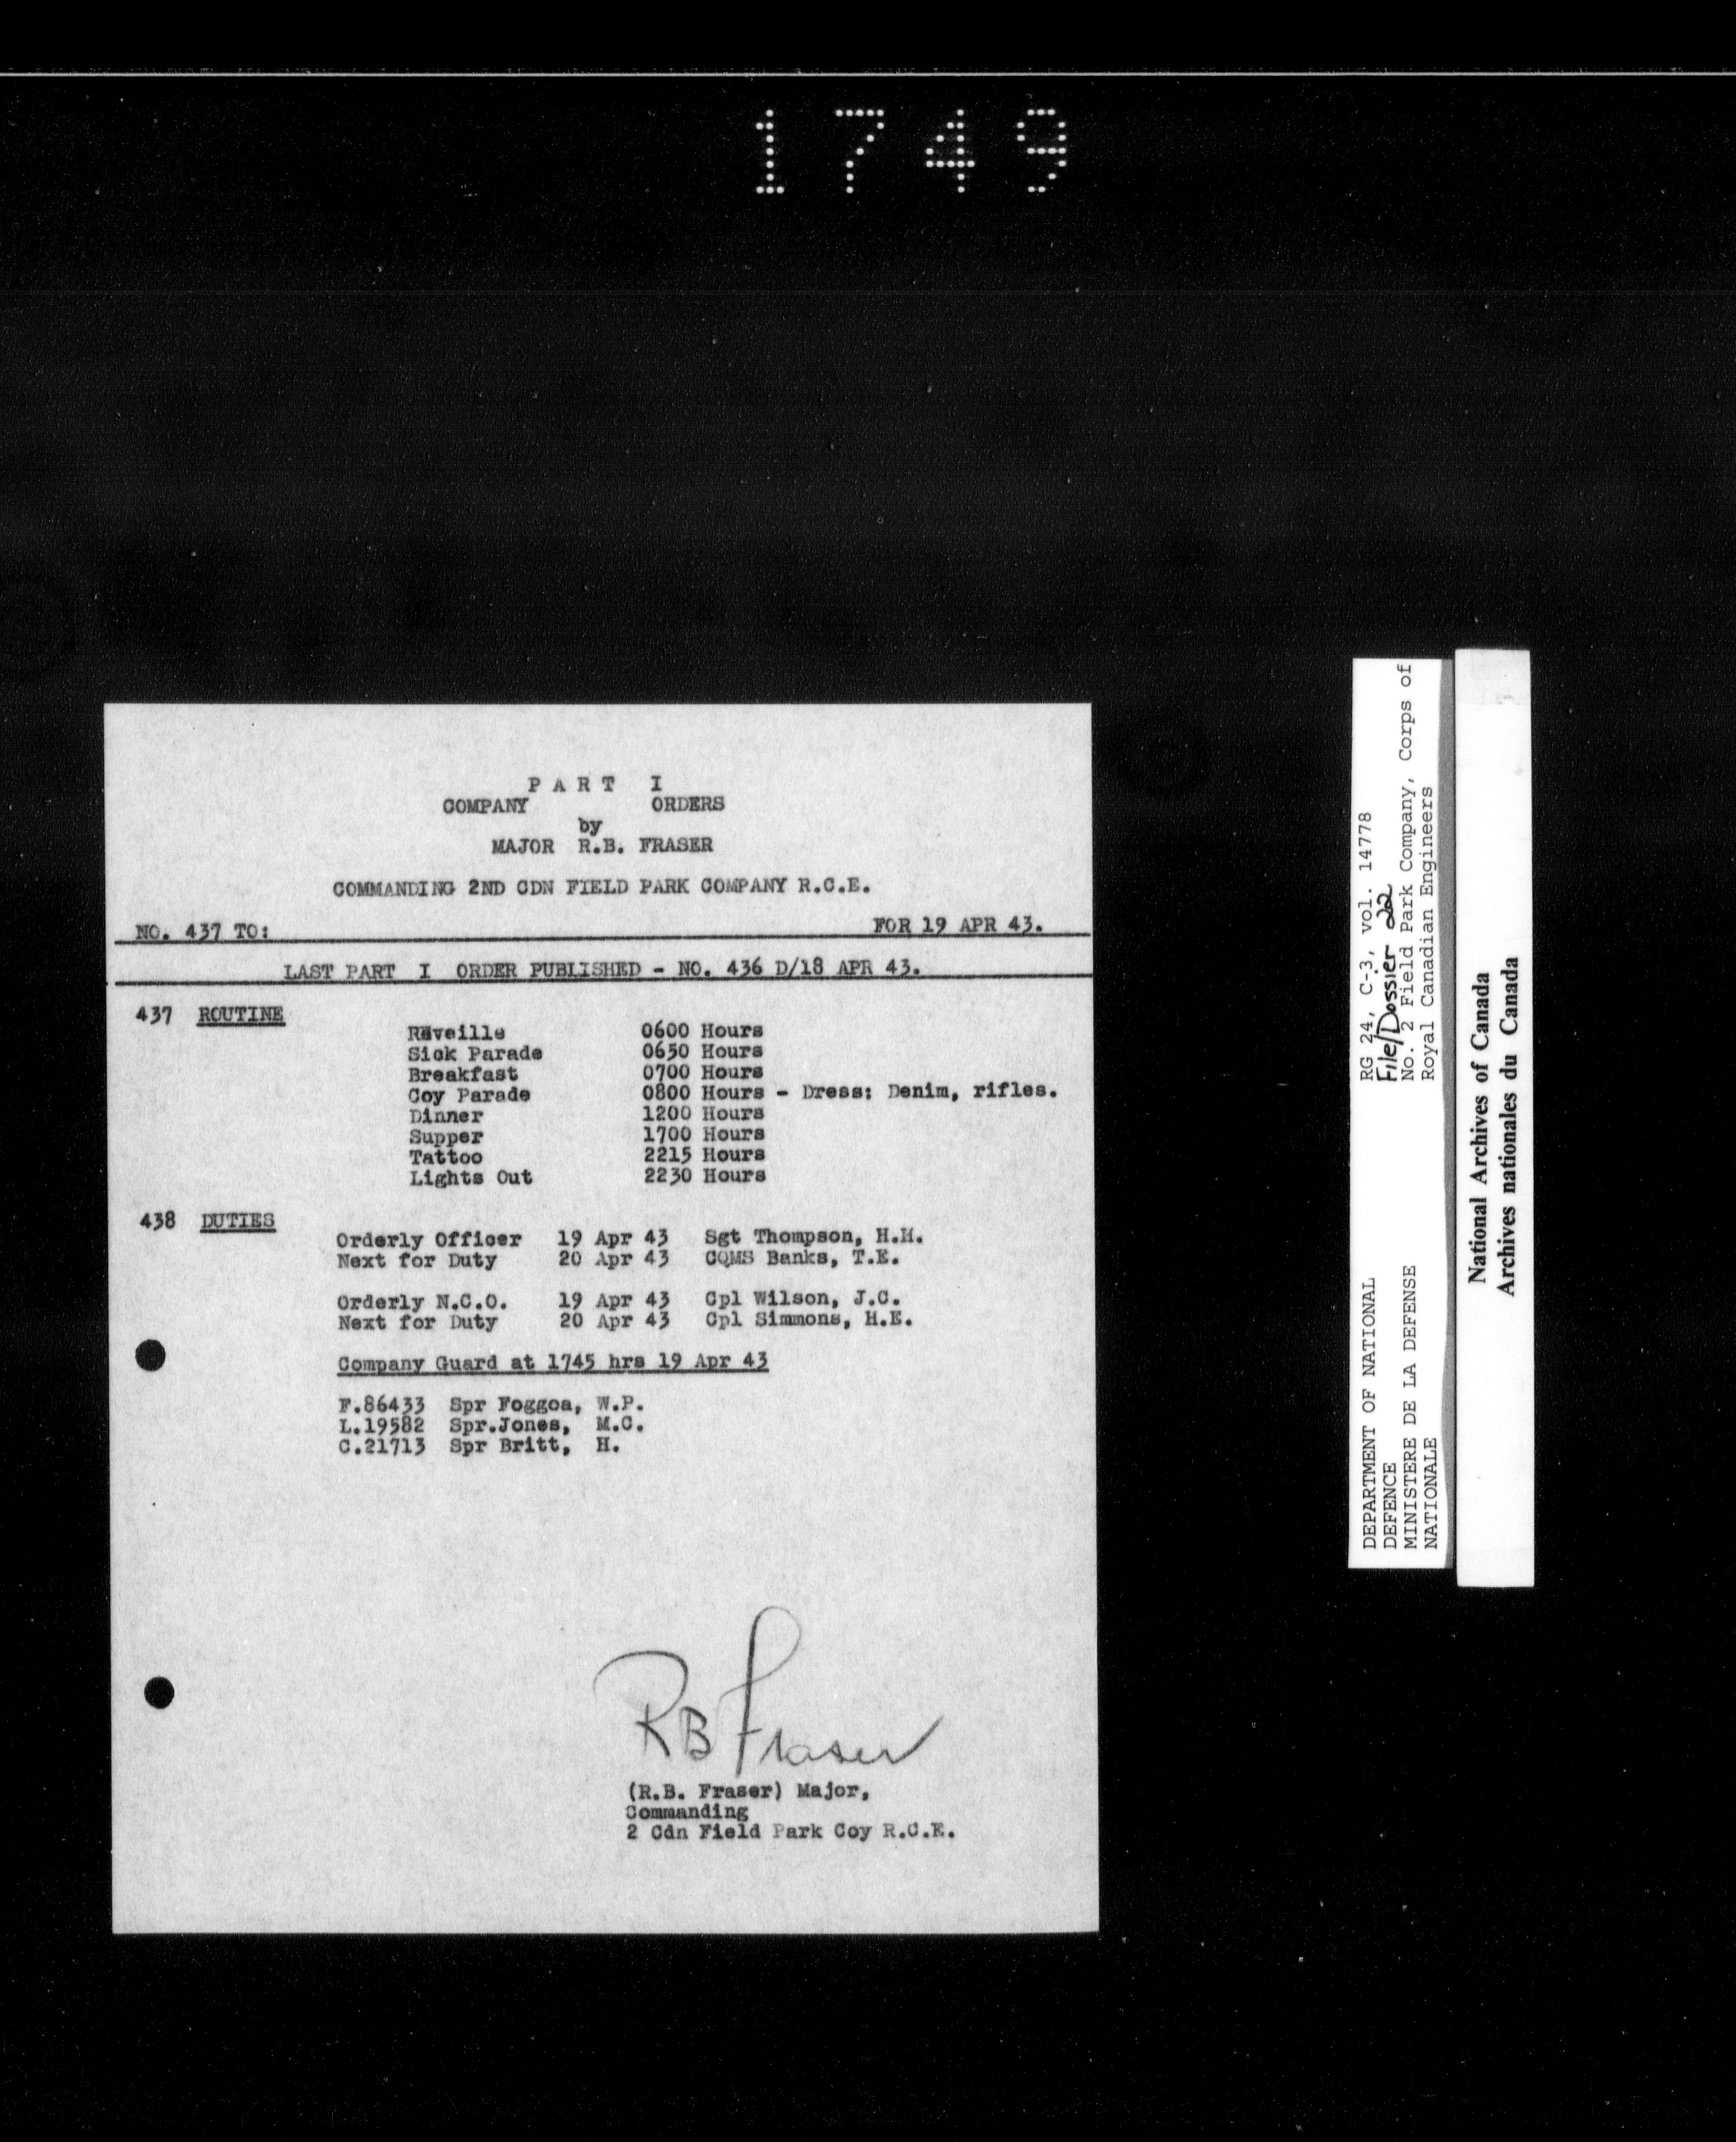 1749
P A R T I
COMPANY ORDERS
by
MAJOR R.B. FRASER
COMMANDING 2ND CDN FIELD PARK COMPANY R.C.E.
NO. 437 TO: FOR 19 APR 43.
LAST PART I ORDER PUBLISHED - NO. 436 D/18 APR 43.
437 ROUTINE
Reveille 0600 Hours
Sick Parade 0650 Hours
Breakfast 0700 Hours
Coy Parade 0800 Hours - Dress: Denim, rifles.
Dinner 1200 Hours
Supper 1700 Hours
Tattoo 2215 Hours
Lights Out 2230 Hours
438 DUTIES
Orderly Officer 19 Apr 43 Sgt Thompson, H.H.
Next for Duty 20 Apr 43 CQMS Banks, T.E.
Orderly N.C.O. 19 Apr 43 Cpl Wilson, J.C.
Next for Duty 20 Apr 43 Cpl Simmons, H.E.
Company Guard at 1745 hrs 19 Apr 43
F.86433 Spr Foggoa, W.P.
L.19582 Spr.Jones, M.C.
C.21713 Spr Britt, H.
RB Fraser
(R.B. Fraser) Major,
Commanding
2 Cdn Field Park Coy R.C.E.
DEPARTMENT OF NATIONAL
DEFENCE
MINISTERE DE LA DEFENSE
NATIONALE
RG 24, C-3, vol. 14778
File/Dossier 22
No. 2 Field Park Company, Corps of
Royal Canadian Engineers
National Archives of Canada
Archives nationales du Canada